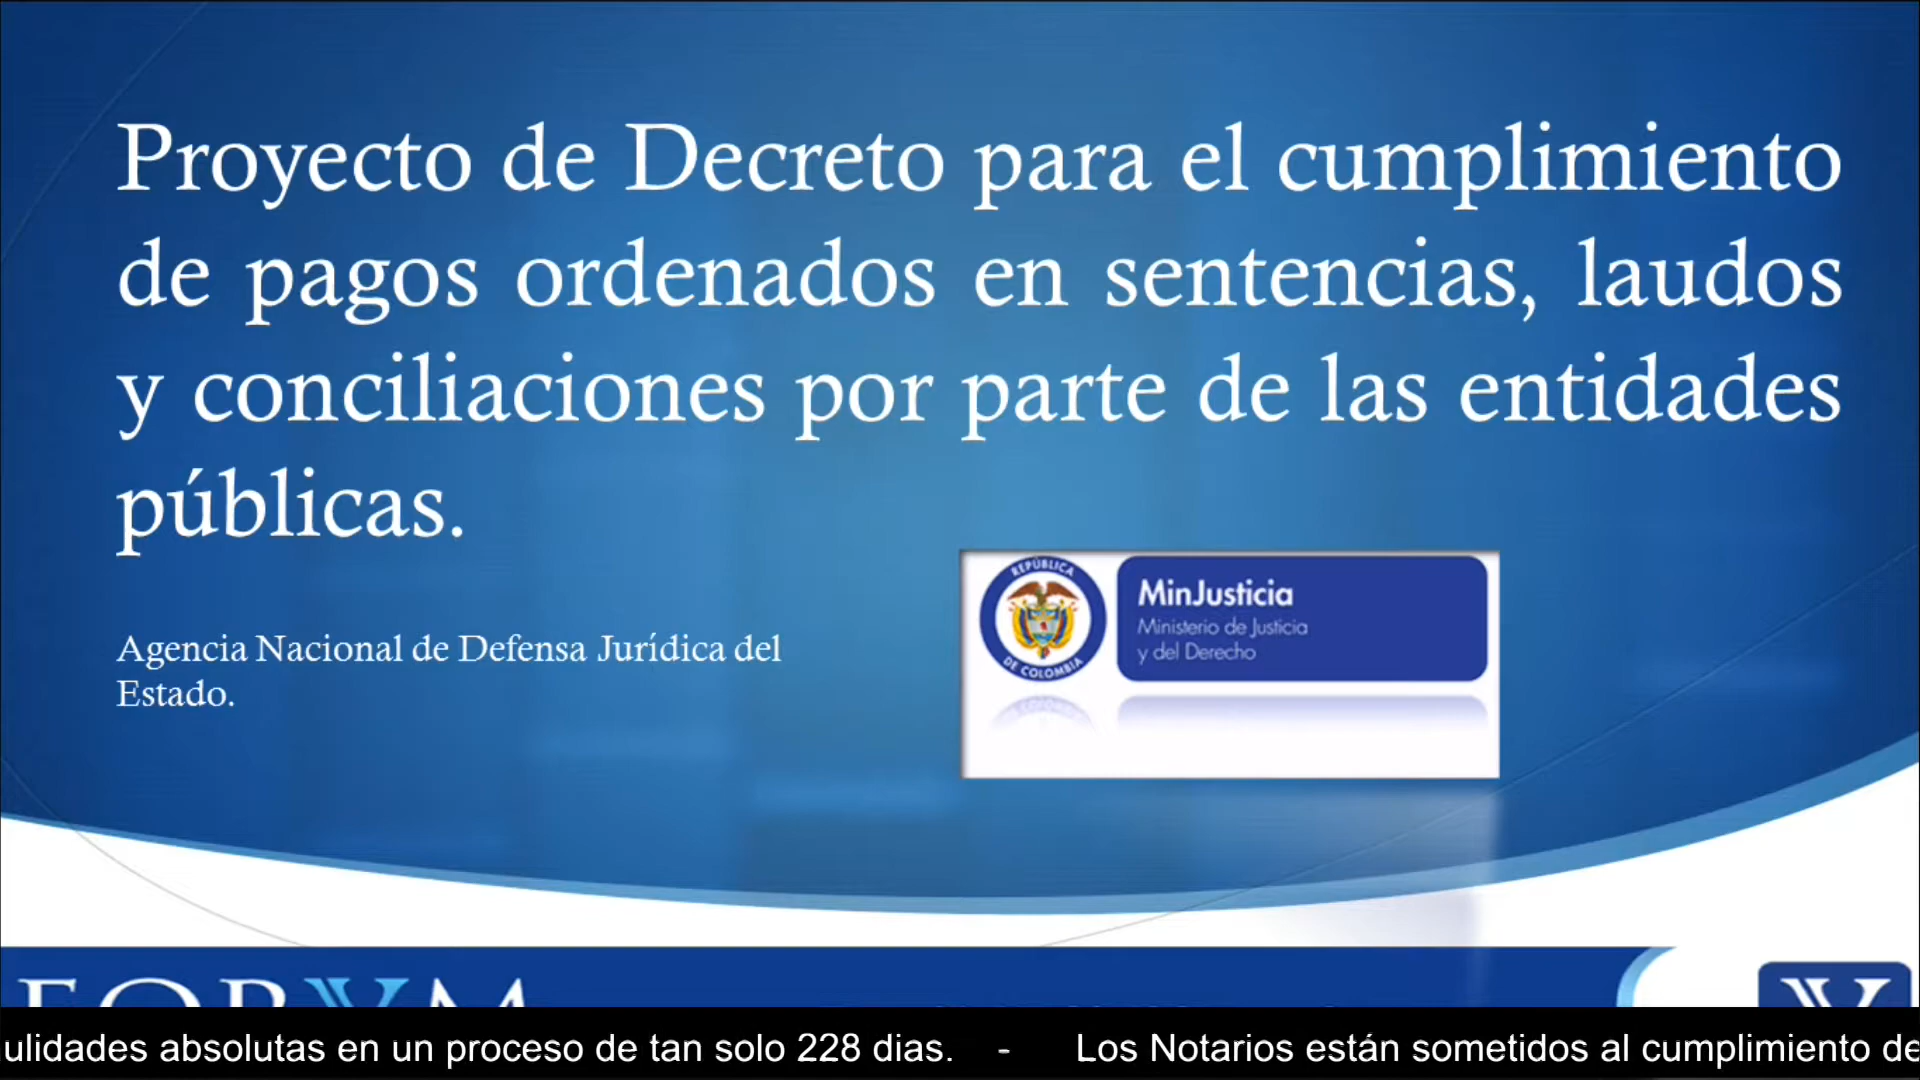 Proyecto de Decreto para el cumplimiento
de pagos ordenados en sentencias, laudos
y conciliaciones por parte de las entidades
públicas.
Agencia Nacional de Defensa Jurídica del
Estado.
REPÚBLICA
DE COLOMBIA
MinJusticia
Ministerio de Justicia
y del Derecho
FORVM
ulidades absolutas en un proceso de tan solo 228 dias. - Los Notarios están sometidos al cumplimiento de